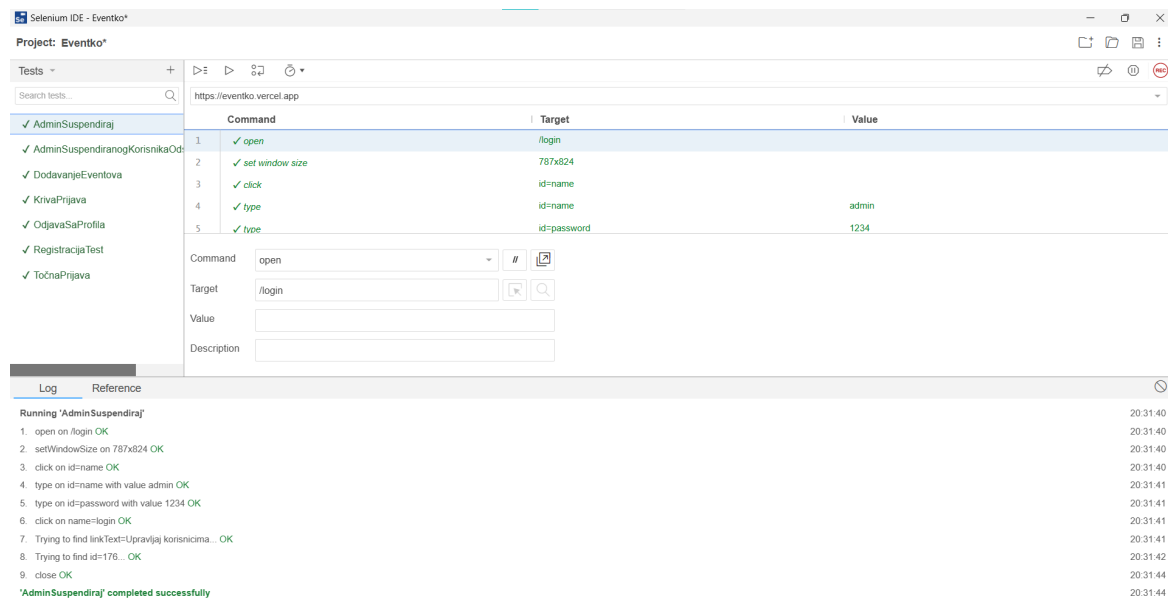 Selenium IDE - Eventko*
Project: Eventko*
Tests
Search tests...
https://eventko.vercel.app
Command Target Value
✓ AdminSuspendiraj
✓ AdminSuspendiranogKorisnikaOds
✓ DodavanjeEventova
✓ KrivaPrijava
✓ OdjavaSaProfila
✓ RegistracijaTest
✓ TočnaPrijava
1 ✓ open /login
2 ✓ set window size 787x824
3 ✓ click id=name
4 ✓ type id=name admin
5 ✓ type id=password 1234
Command open //
Target /login
Value
Description
REC
Log Reference
Running 'AdminSuspendiraj' 20:31:40
1. open on /login OK 20:31:40
2. setWindowSize on 787x824 OK 20:31:40
3. click on id=name OK 20:31:40
4. type on id=name with value admin OK 20:31:41
5. type on id=password with value 1234 OK 20:31:41
6. click on name=login OK 20:31:41
7. Trying to find linkText=Upravljaj korisnicima... OK 20:31:41
8. Trying to find id=176... OK 20:31:42
9. close OK 20:31:44
'AdminSuspendiraj' completed successfully 20:31:44